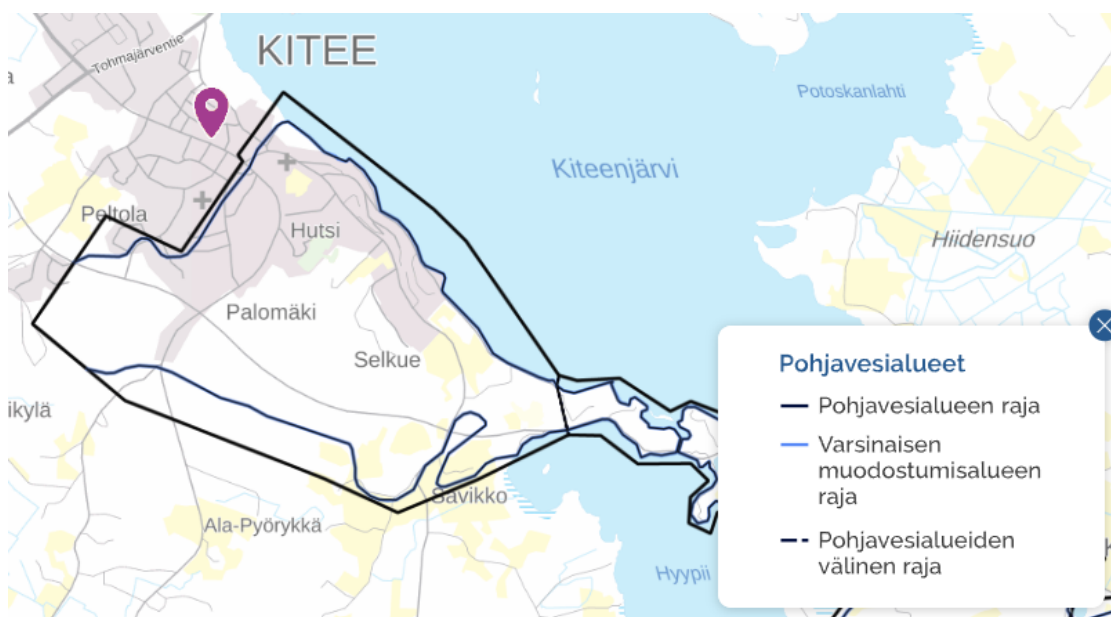 Tohmajärventie
KITEE
Potoskanlahti
Kiteenjärvi
Peltola
Hutsi
Hiidensuo
Palomäki
Selkue
ikylä
Savikko
Ala-Pyörykkä
Hyypii
Pohjavesialueet
Pohjavesialueen raja
Varsinaisen
muodostumisalueen
raja
Pohjavesialueiden
välinen raja